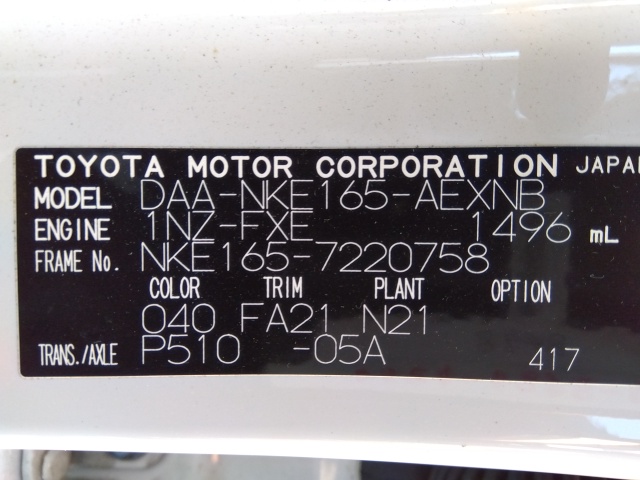 TOYOTA MOTOR CORPORATION JAPAN
MODEL DAA-NKE165-AEXNB
ENGINE 1NZ-FXE 1496 mL
FRAME No. NKE165-7220758
COLOR TRIM PLANT OPTION
040 FA21 N21
TRANS./AXLE P510 -05A 417